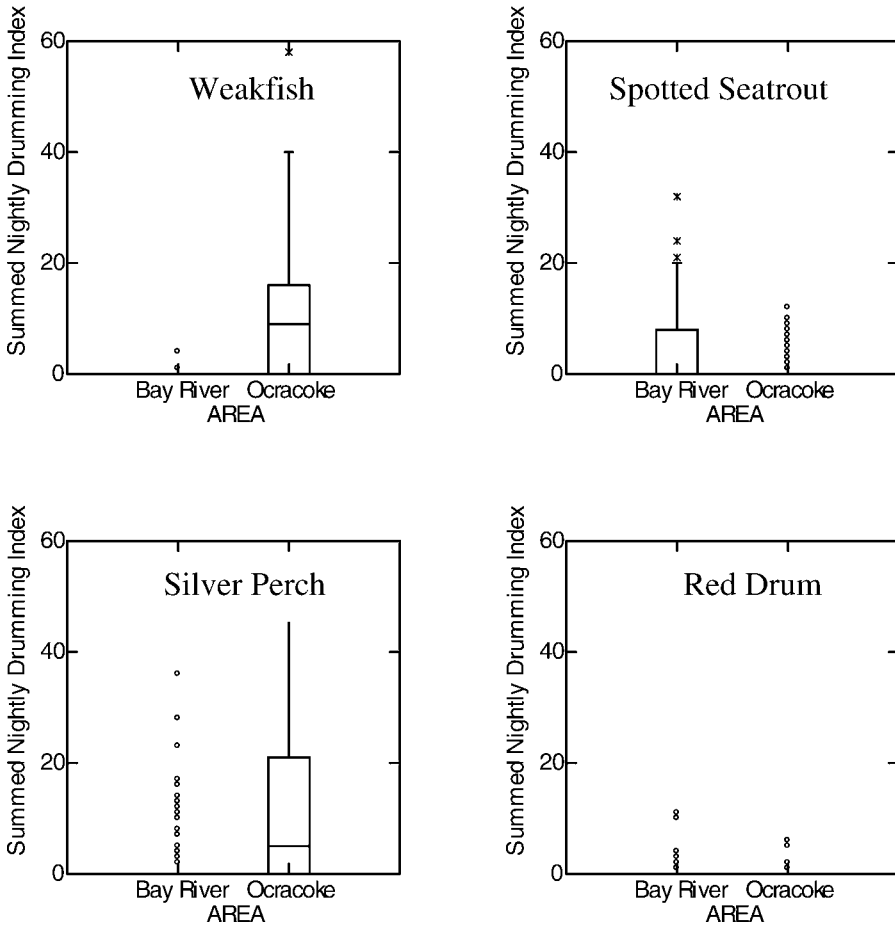 Summed Nightly Drumming Index
60
40
20
0
Weakfish
Bay River Ocracoke
AREA
Summed Nightly Drumming Index
60
40
20
0
Spotted Seatrout
Bay River Ocracoke
AREA
Summed Nightly Drumming Index
60
40
20
0
Silver Perch
Bay River Ocracoke
AREA
Summed Nightly Drumming Index
60
40
20
0
Red Drum
Bay River Ocracoke
AREA